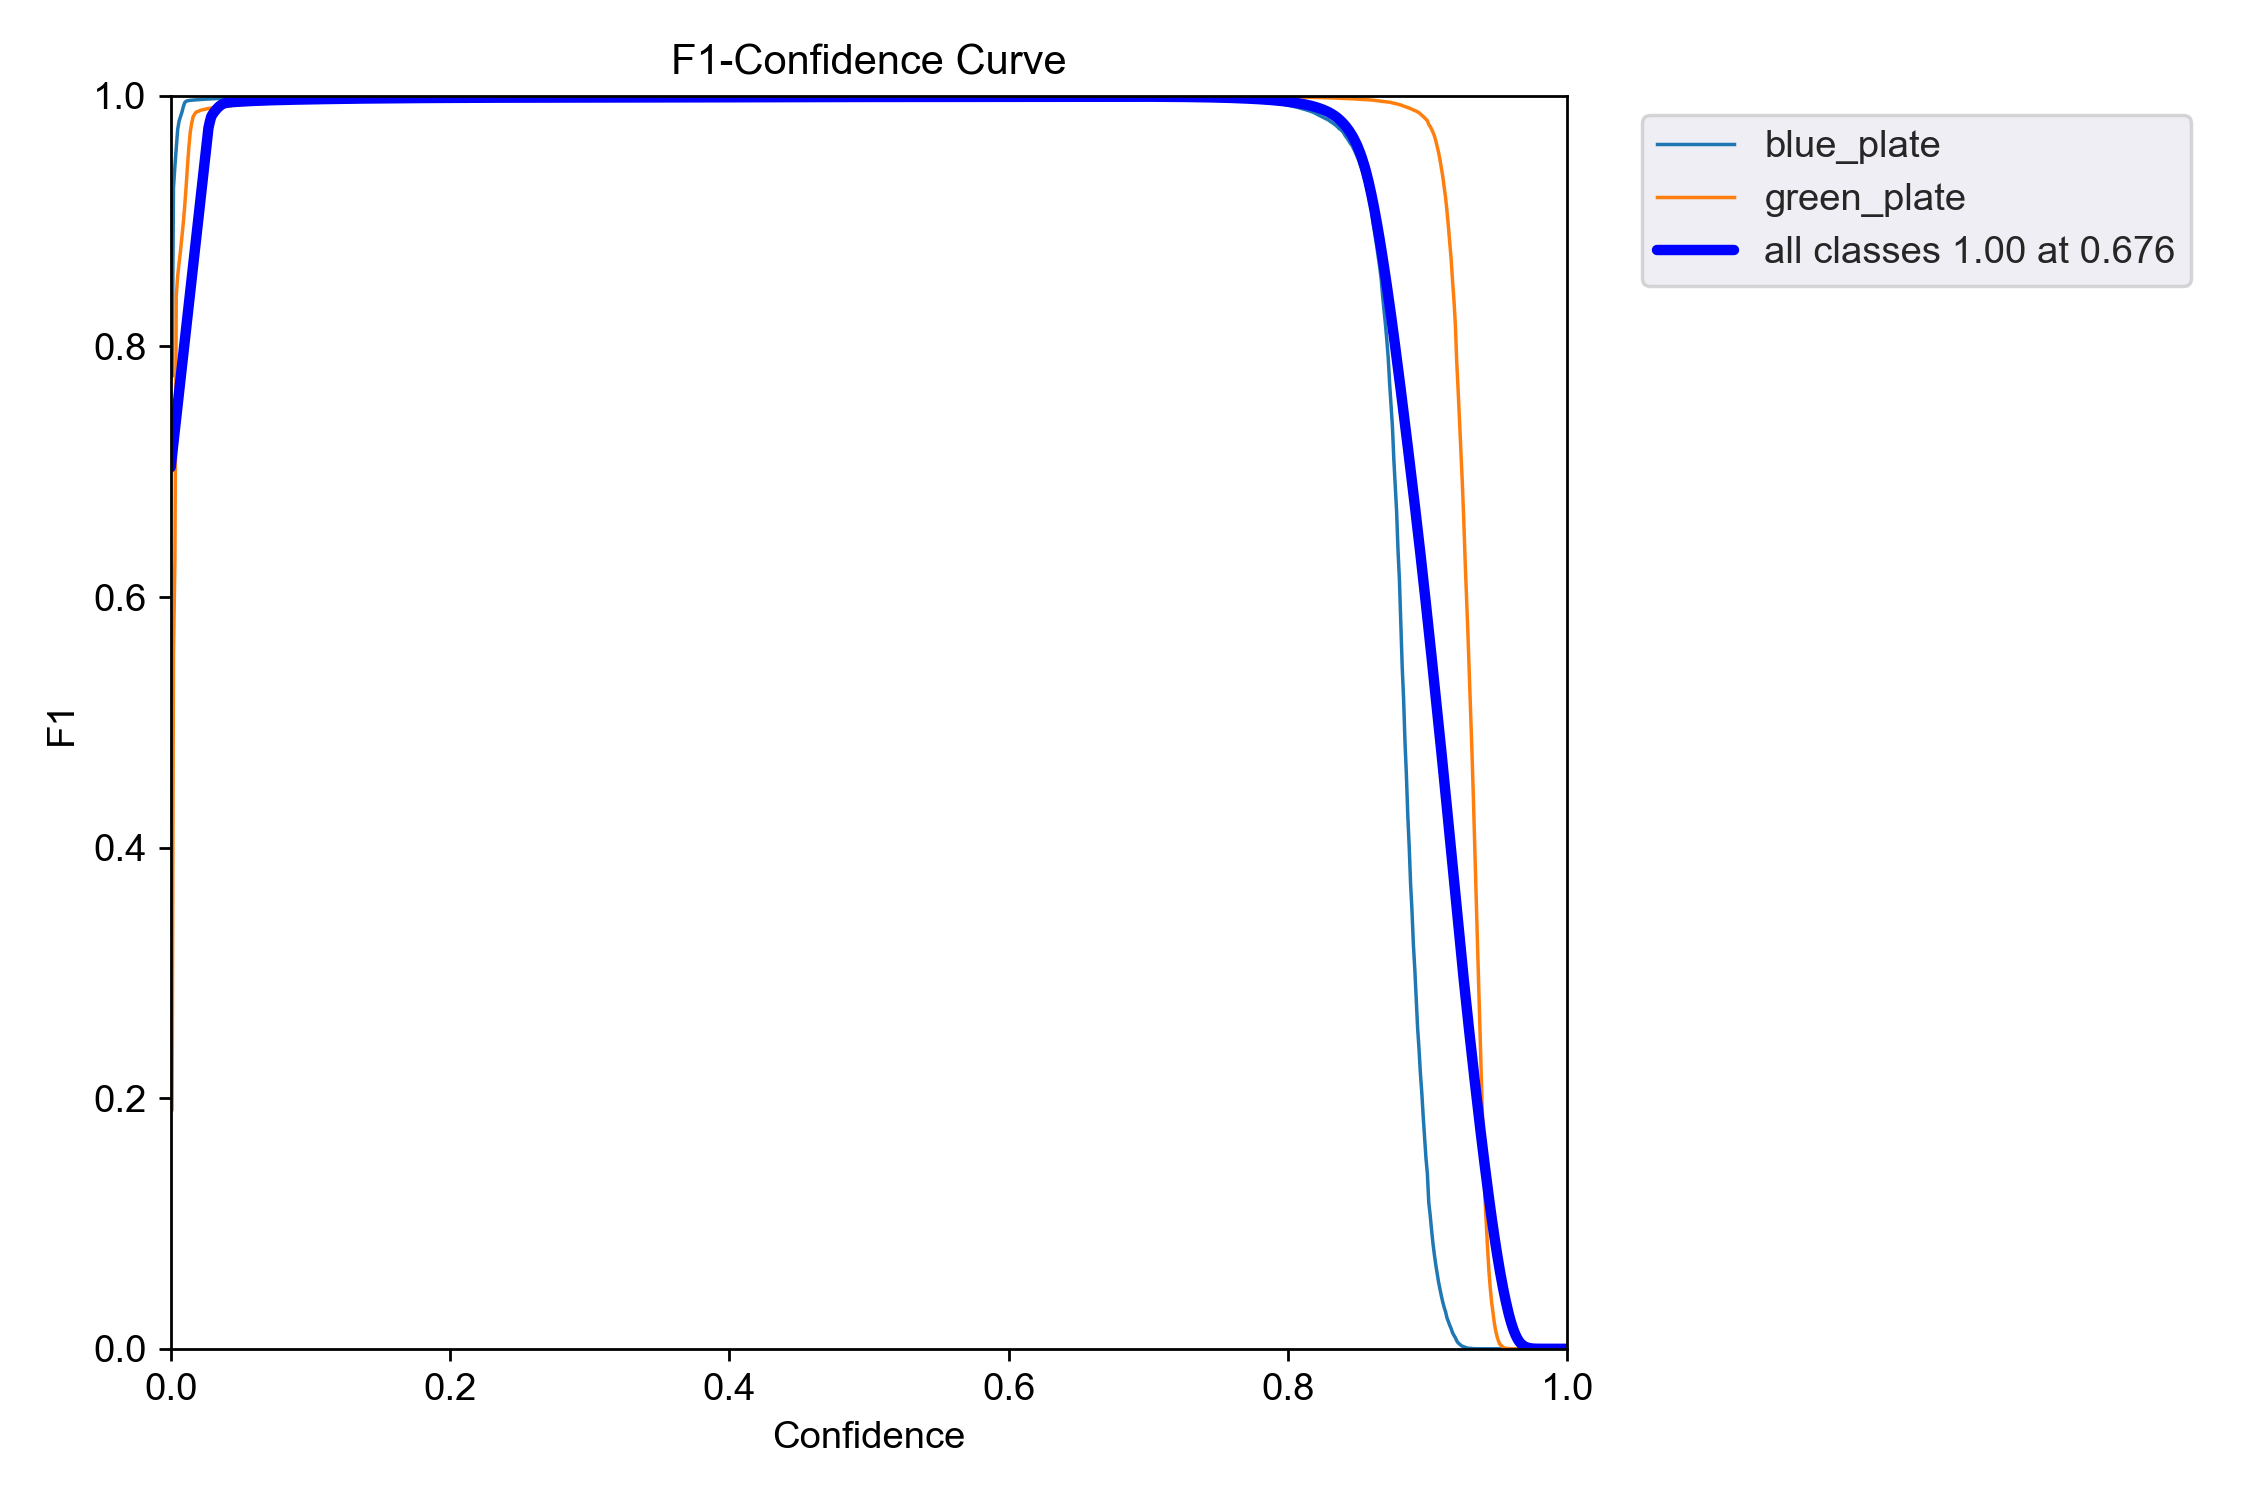 F1-Confidence Curve
blue_plate
green_plate
all classes 1.00 at 0.676
1.0
0.8
0.6
0.4
0.2
0.0
F1
0.0 0.2 0.4 0.6 0.8 1.0
Confidence